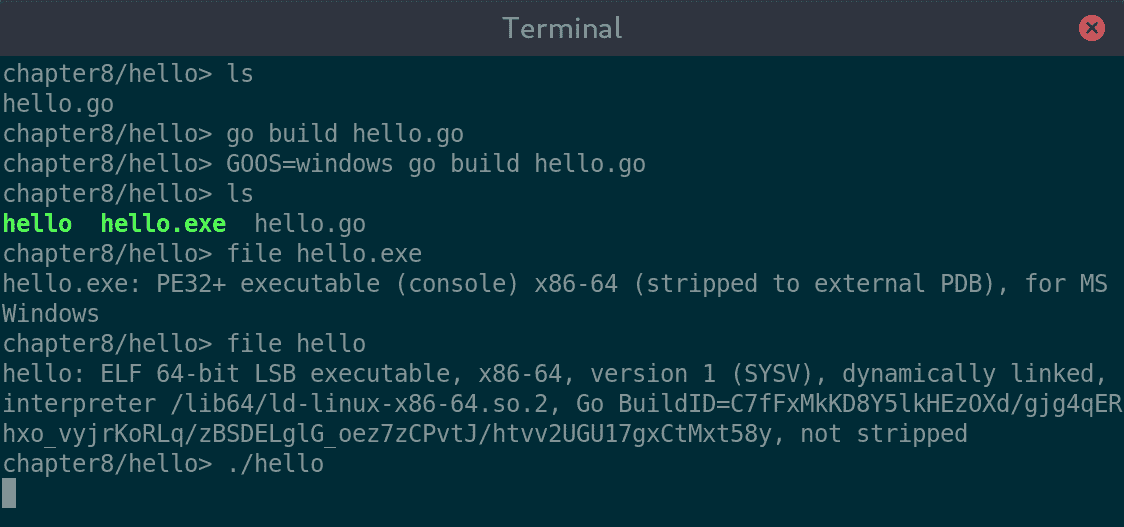 Terminal
chapter8/hello> ls
hello.go
chapter8/hello> go build hello.go
chapter8/hello> GOOS=windows go build hello.go
chapter8/hello> ls
hello  hello.exe  hello.go
chapter8/hello> file hello.exe
hello.exe: PE32+ executable (console) x86-64 (stripped to external PDB), for MS
Windows
chapter8/hello> file hello
hello: ELF 64-bit LSB executable, x86-64, version 1 (SYSV), dynamically linked,
interpreter /lib64/ld-linux-x86-64.so.2, Go BuildID=C7fFxMkKD8Y5lkHEzOXd/gjg4qER
hxo_vyjrKoRLq/zBSDELglG_oez7zCPvtJ/htvv2UGU17gxCtMxt58y, not stripped
chapter8/hello> ./hello